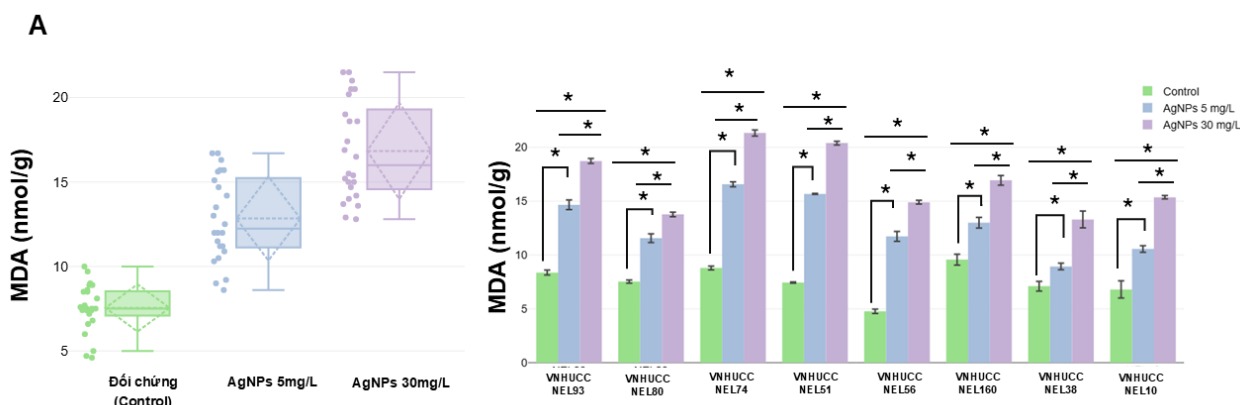 A
MDA (nmol/g)
20
15
10
5
Đối chứng
(Control)
AgNPs 5mg/L
AgNPs 30mg/L
MDA (nmol/g)
20
15
10
5
0
* * * * * * * *
* * * * * * * *
* * * * * * * *
Control
AgNPs 5 mg/L
AgNPs 30 mg/L
VNHUCC
NEL93
VNHUCC
NEL80
VNHUCC
NEL74
VNHUCC
NEL51
VNHUCC
NEL56
VNHUCC
NEL160
VNHUCC
NEL38
VNHUCC
NEL10